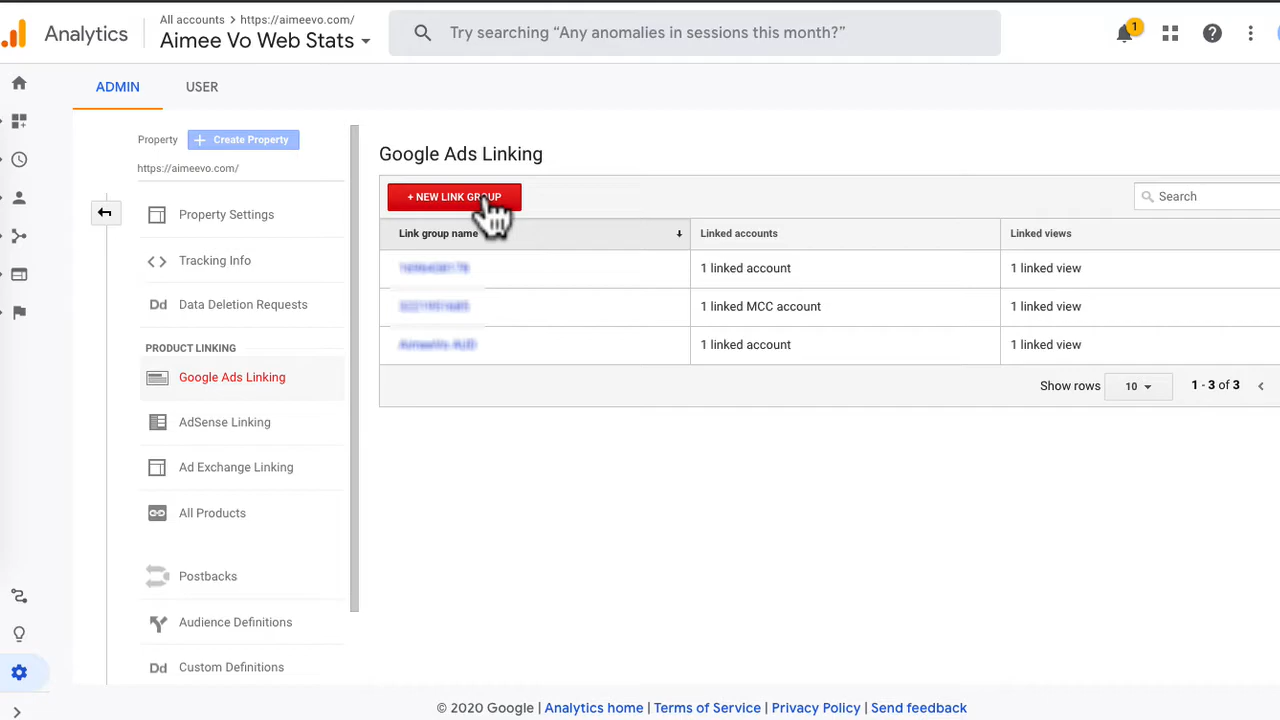 Analytics
All accounts > https://aimeevo.com/
Aimee Vo Web Stats
Try searching “Any anomalies in sessions this month?”
1
ADMIN
USER
Property
+ Create Property
https://aimeevo.com/
Property Settings
Tracking Info
Dd Data Deletion Requests
PRODUCT LINKING
Google Ads Linking
AdSense Linking
Ad Exchange Linking
All Products
Postbacks
Audience Definitions
Dd Custom Definitions
Google Ads Linking
+ NEW LINK GROUP
Search
Link group name
Linked accounts
Linked views
1 linked account
1 linked view
1 linked MCC account
1 linked view
1 linked account
1 linked view
Show rows
10
1 - 3 of 3
© 2020 Google | Analytics home | Terms of Service | Privacy Policy | Send feedback